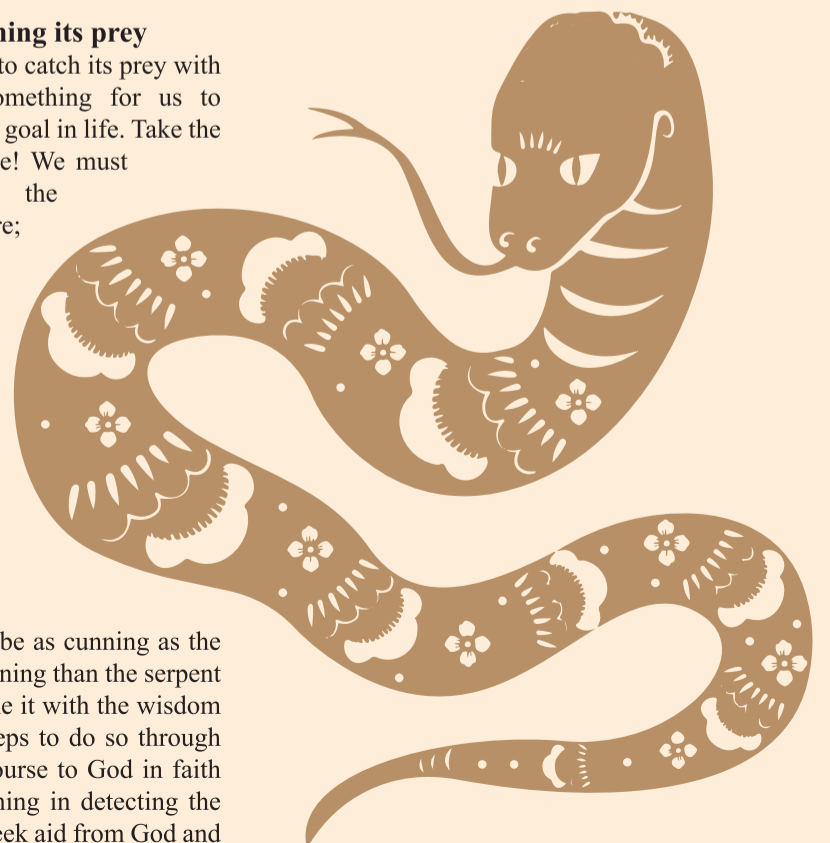 ning its prey
to catch its prey with
omething for us to
goal in life. Take the
e! We must
the
re;
be as cunning as the
ning than the serpent
e it with the wisdom
eps to do so through
ourse to God in faith
ning in detecting the
eek aid from God and